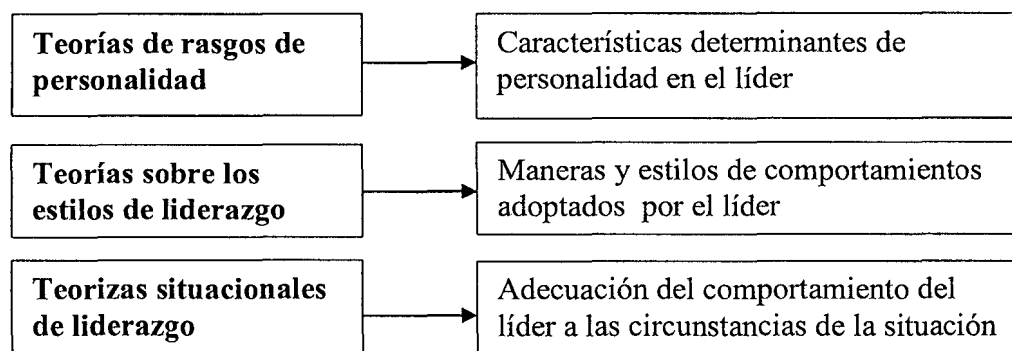 Teorías de rasgos de
personalidad
Características determinantes de
personalidad en el líder
Teorías sobre los
estilos de liderazgo
Maneras y estilos de comportamientos
adoptados por el líder
Teorizas situacionales
de liderazgo
Adecuación del comportamiento del
líder a las circunstancias de la situación